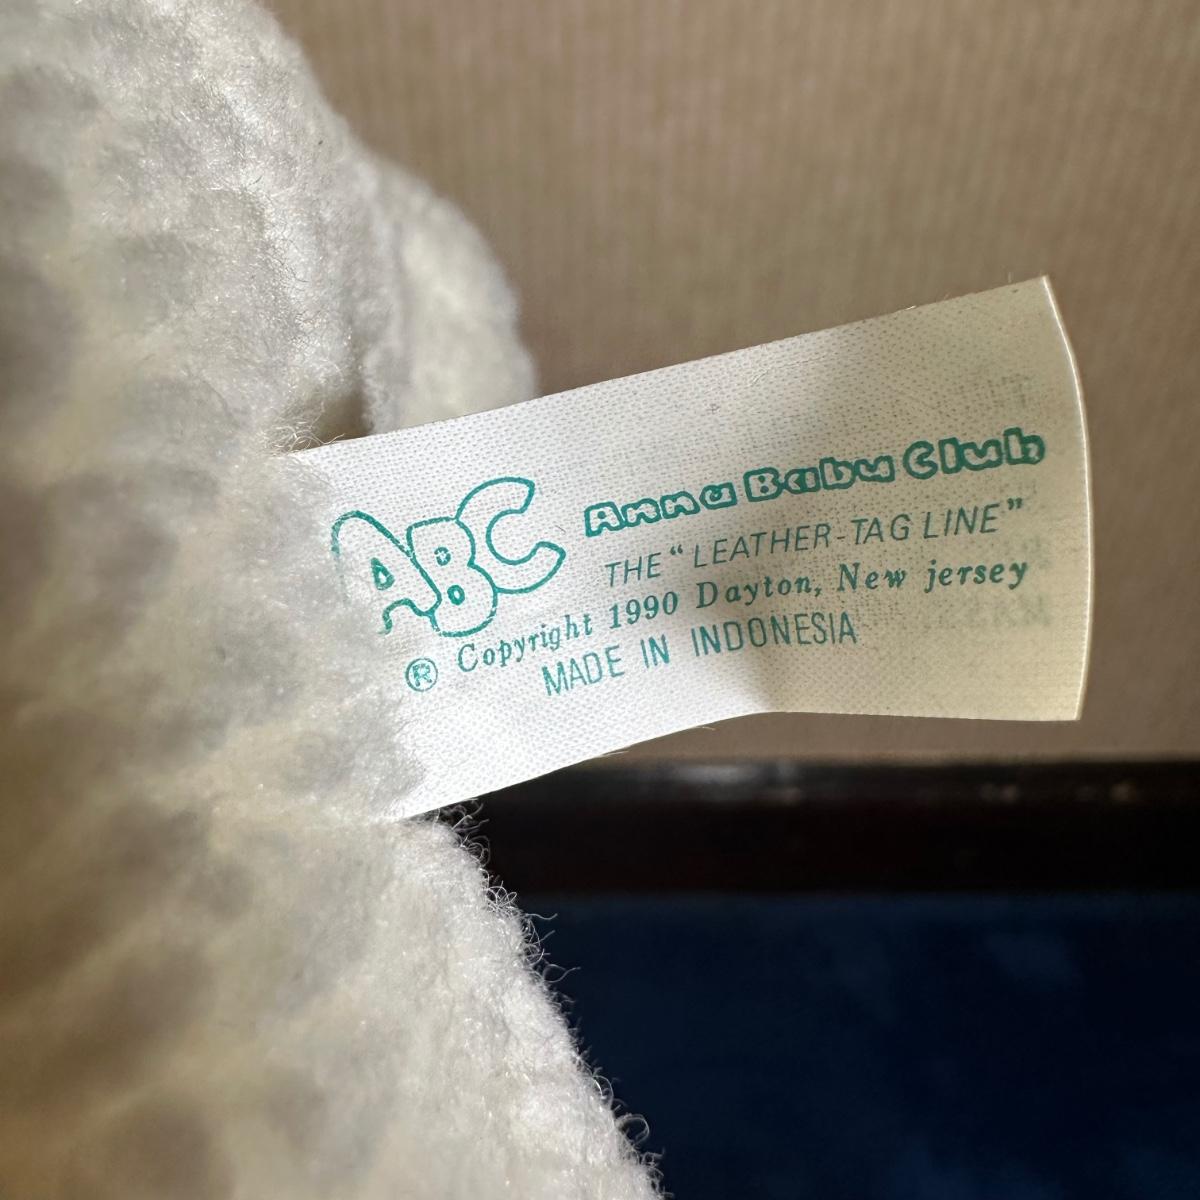 ABC Anna Baby Club
THE "LEATHER-TAG LINE"
® Copyright 1990 Dayton, New jersey
MADE IN INDONESIA